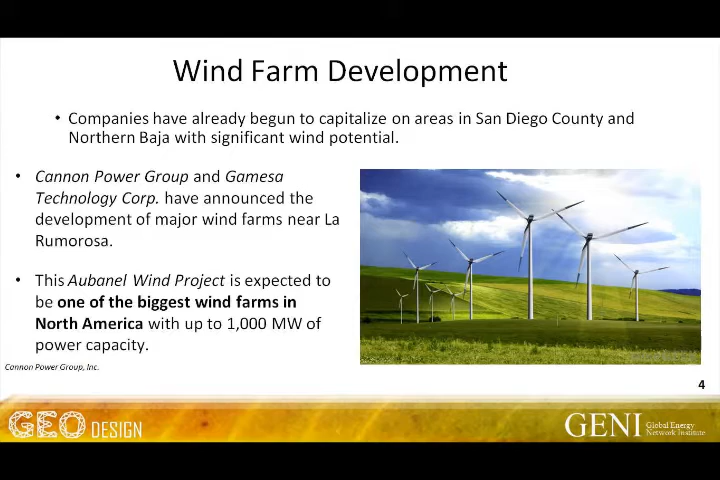 Wind Farm Development
• Companies have already begun to capitalize on areas in San Diego County and
Northern Baja with significant wind potential.
• Cannon Power Group and Gamesa
Technology Corp. have announced the
development of major wind farms near La
Rumorosa.
• This Aubanel Wind Project is expected to
be one of the biggest wind farms in
North America with up to 1,000 MW of
power capacity.
Cannon Power Group, Inc.
4
GEO DESIGN
GENI Global Energy
Network Institute